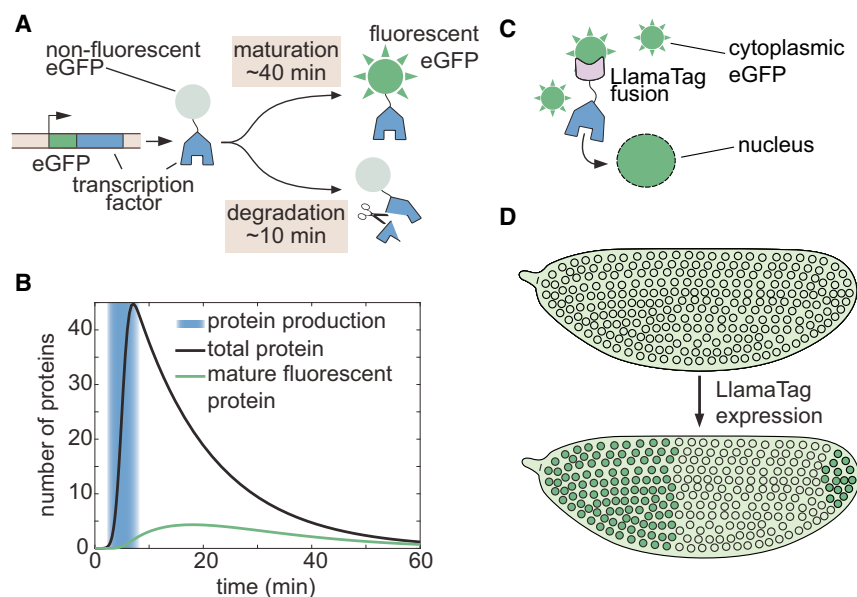 A
non-fluorescent
eGFP
maturation
~40 min
fluorescent
eGFP
eGFP
transcription
factor
degradation
~10 min
B
protein production
total protein
mature fluorescent
protein
number of proteins
40
30
20
10
0
0
20
40
60
time (min)
C
cytoplasmic
eGFP
LlamaTag
fusion
nucleus
D
LlamaTag
expression